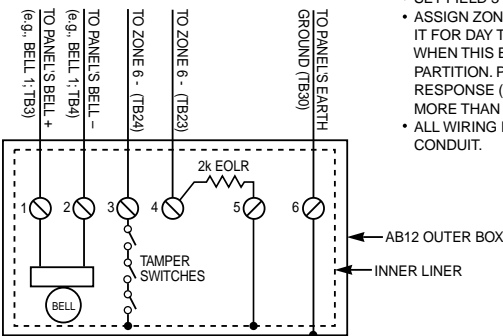 TO PANEL'S BELL +
(e.g., BELL 1; TB3)
TO PANEL'S BELL –
(e.g., BELL 1; TB4)
TO ZONE 6 - (TB24)
TO ZONE 6 - (TB23)
TO PANEL'S EARTH
GROUND (TB30)
• ASSIGN ZON
IT FOR DAY T
WHEN THIS
PARTITION. P
RESPONSE (
MORE THAN
• ALL WIRING
CONDUIT.
2k EOLR
1 2 3 4 5 6
AB12 OUTER BOX
TAMPER
SWITCHES
INNER LINER
BELL